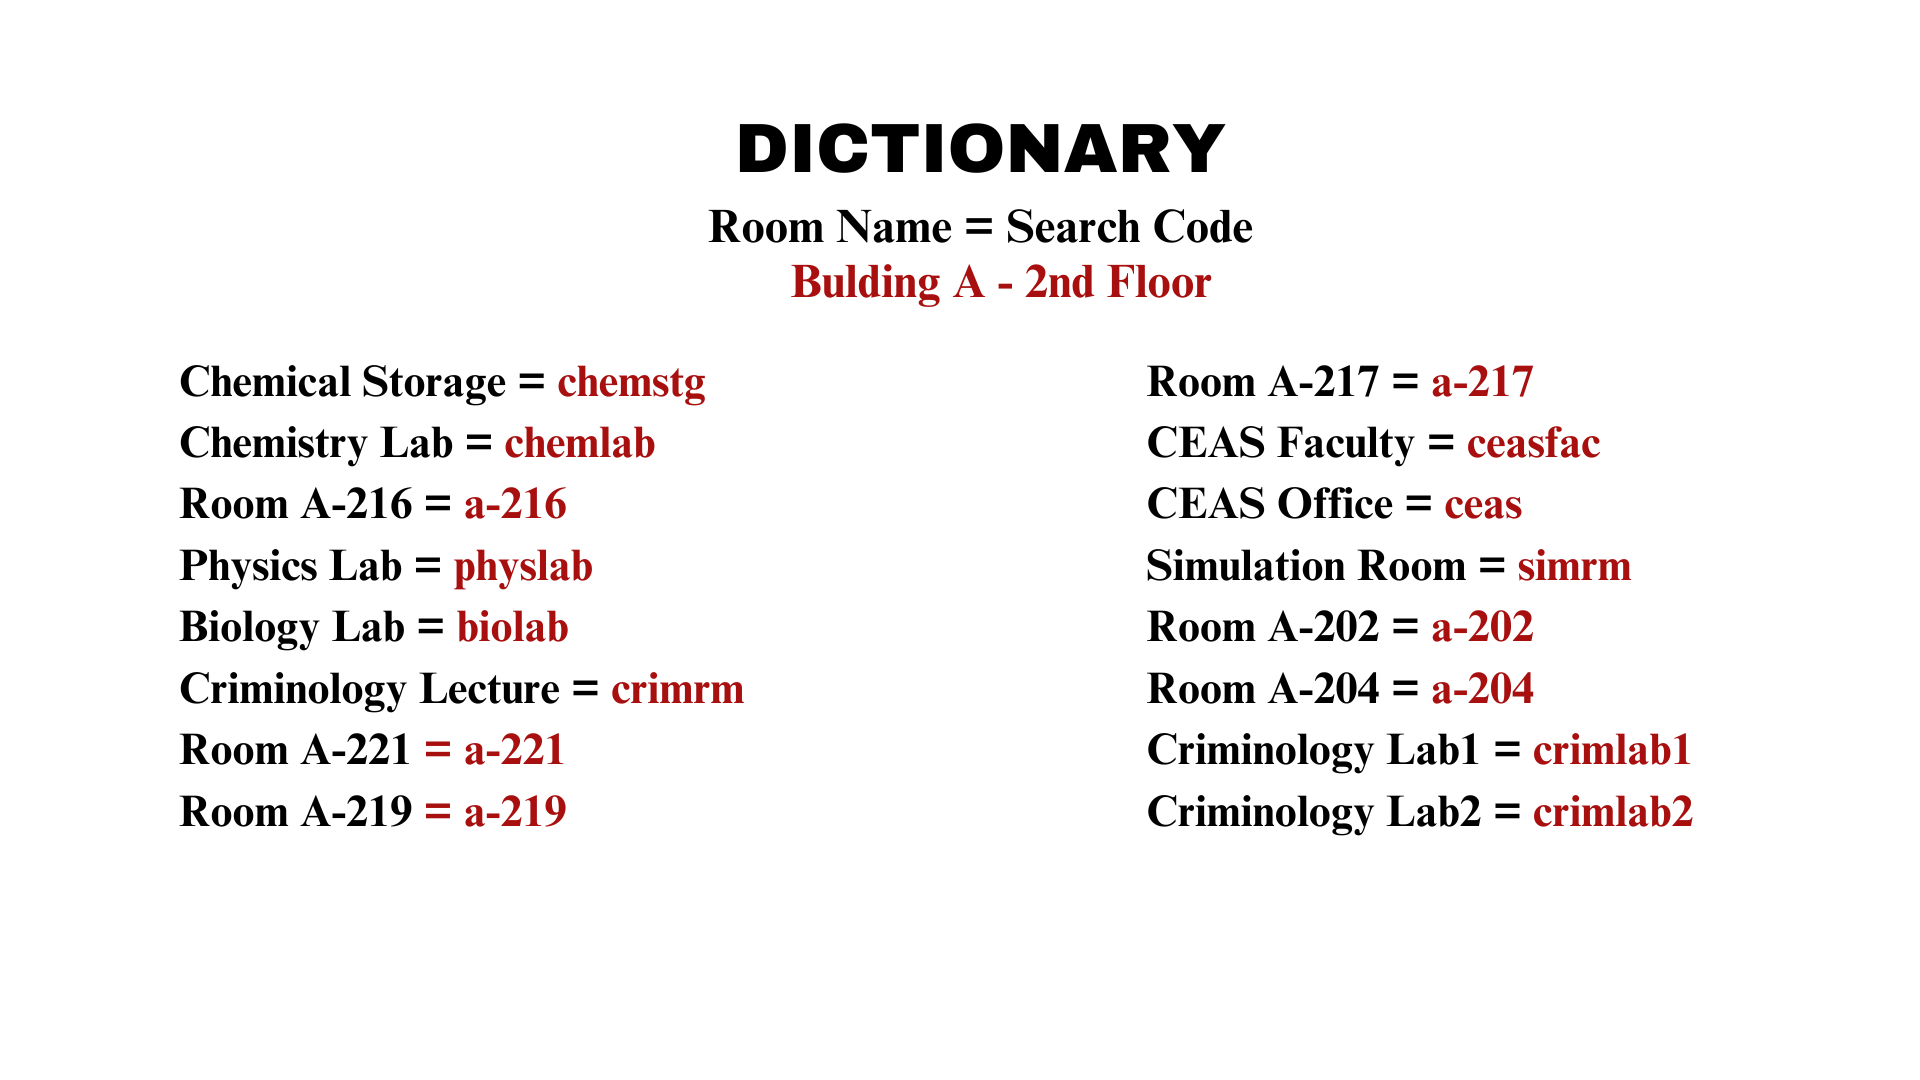 DICTIONARY
Room Name = Search Code
Bulding A - 2nd Floor
Chemical Storage = chemstg
Chemistry Lab = chemlab
Room A-216 = a-216
Physics Lab = physlab
Biology Lab = biolab
Criminology Lecture = crimrm
Room A-221 = a-221
Room A-219 = a-219
Room A-217 = a-217
CEAS Faculty = ceasfac
CEAS Office = ceas
Simulation Room = simrm
Room A-202 = a-202
Room A-204 = a-204
Criminology Lab1 = crimlab1
Criminology Lab2 = crimlab2